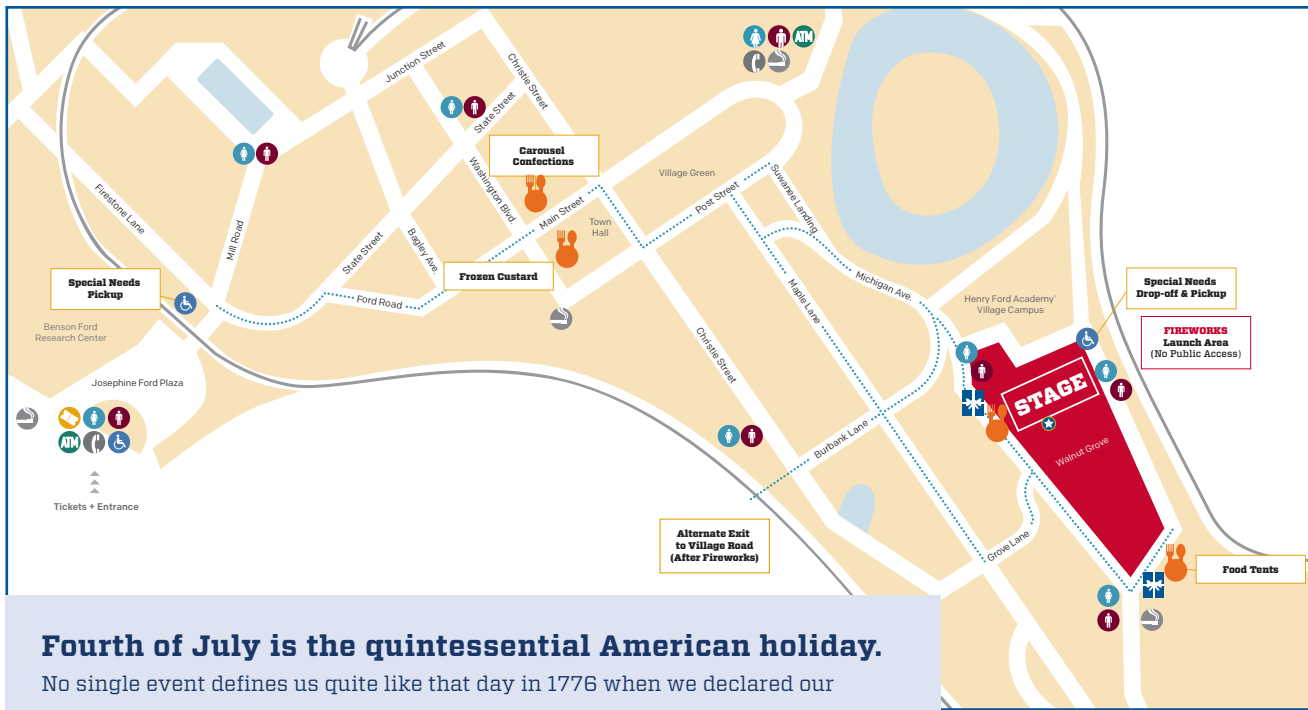 Junction Street
Christie Street
ATM
State Street
Carousel
Confections
Washington Blvd.
Village Green
Post Street
Suwanee Landing
Main Street
Town
Hall
Firestone Lane
Mill Road
State Street
Bagley Ave.
Frozen Custard
Ford Road
Special Needs
Pickup
Benson Ford
Research Center
Josephine Ford Plaza
ATM
Tickets + Entrance
Michigan Ave.
Maple Lane
Henry Ford Academy®
Village Campus
Special Needs
Drop-off & Pickup
FIREWORKS
Launch Area
(No Public Access)
Christie Street
STAGE
Walnut Grove
Burbank Lane
Grove Lane
Alternate Exit
to Village Road
(After Fireworks)
Food Tents
Fourth of July is the quintessential American holiday.
No single event defines us quite like that day in 1776 when we declared our